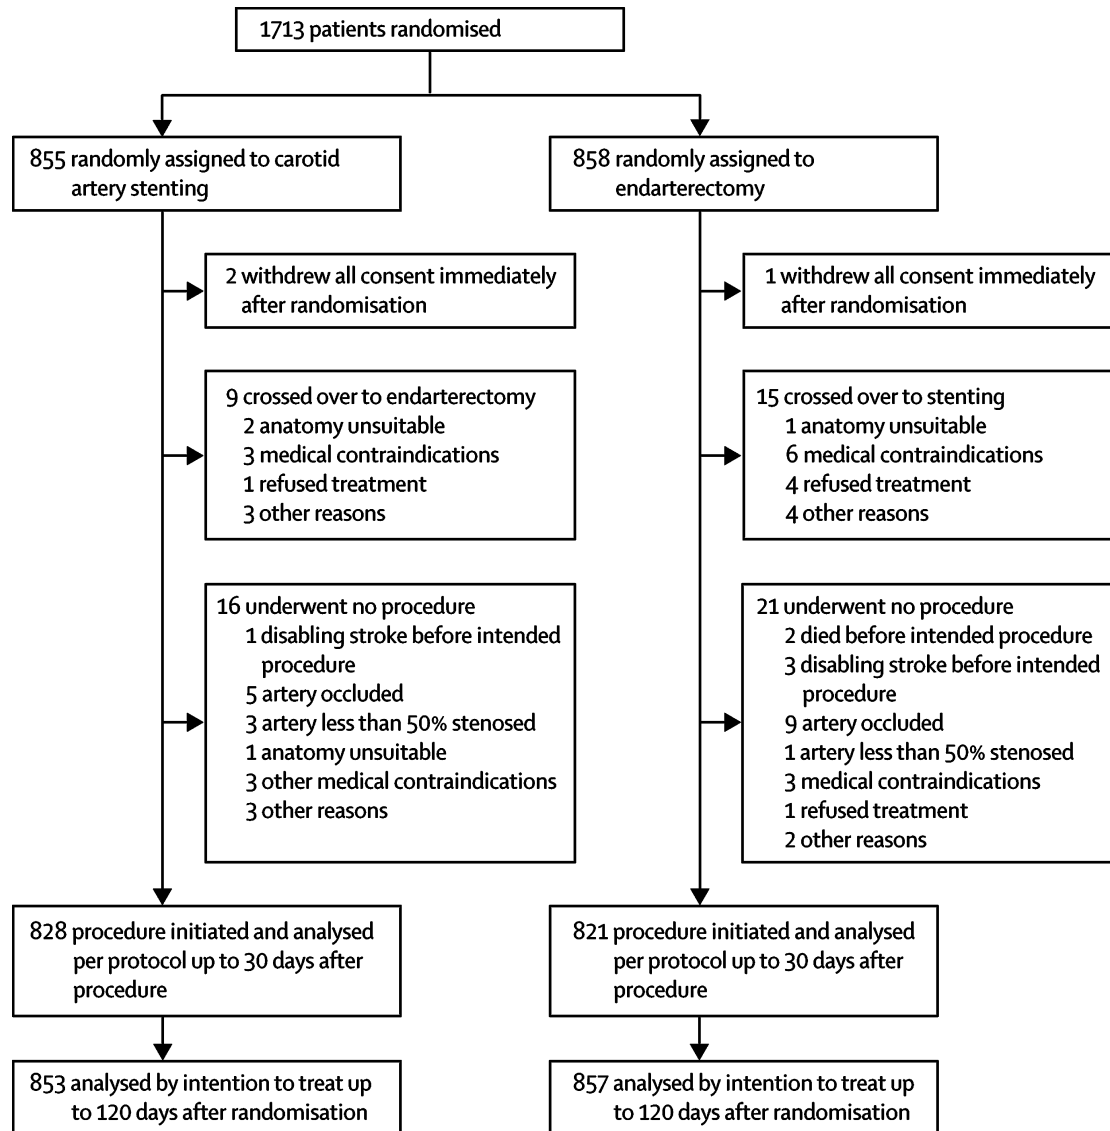 1713 patients randomised
855 randomly assigned to carotid
artery stenting
858 randomly assigned to
endarterectomy
2 withdrew all consent immediately
after randomisation
1 withdrew all consent immediately
after randomisation
9 crossed over to endarterectomy
2 anatomy unsuitable
3 medical contraindications
1 refused treatment
3 other reasons
15 crossed over to stenting
1 anatomy unsuitable
6 medical contraindications
4 refused treatment
4 other reasons
16 underwent no procedure
1 disabling stroke before intended
procedure
5 artery occluded
3 artery less than 50% stenosed
1 anatomy unsuitable
3 other medical contraindications
3 other reasons
21 underwent no procedure
2 died before intended procedure
3 disabling stroke before intended
procedure
9 artery occluded
1 artery less than 50% stenosed
3 medical contraindications
1 refused treatment
2 other reasons
828 procedure initiated and analysed
per protocol up to 30 days after
procedure
821 procedure initiated and analysed
per protocol up to 30 days after
procedure
853 analysed by intention to treat up
to 120 days after randomisation
857 analysed by intention to treat up
to 120 days after randomisation